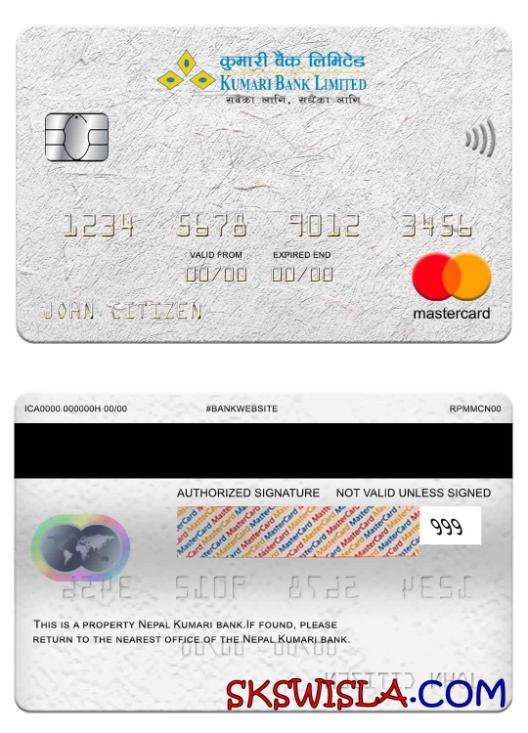 कुमारी बैंक लिमिटेड
KUMARI BANK LIMITED
सबैका लागि, सधैंका लागि
1234 5678 9012 3456
VALID FROM EXPIRED END
00/00 00/00
JOHN CITIZEN
mastercard
ICA0000 000000H 00/00 #BANKWEBSITE RPMMCN00
AUTHORIZED SIGNATURE NOT VALID UNLESS SIGNED
999
THIS IS A PROPERTY NEPAL KUMARI BANK.IF FOUND, PLEASE
RETURN TO THE NEAREST OFFICE OF THE NEPAL KUMARI BANK.
SKSWISLA.COM